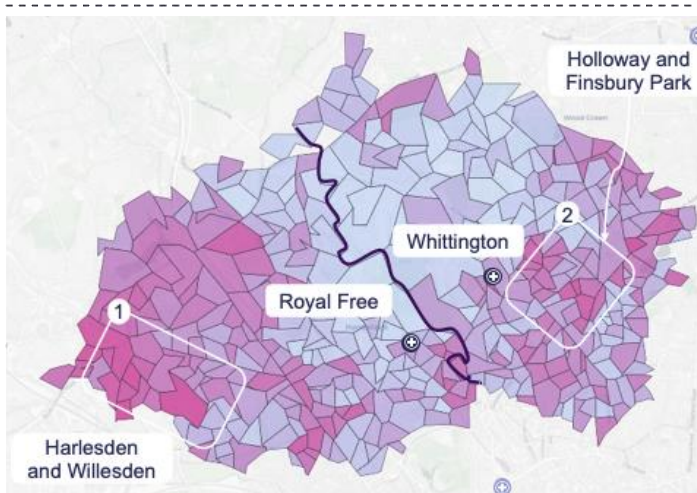 Holloway and
Finsbury Park
2
Whittington
Royal Free
1
Harlesden
and Willesden